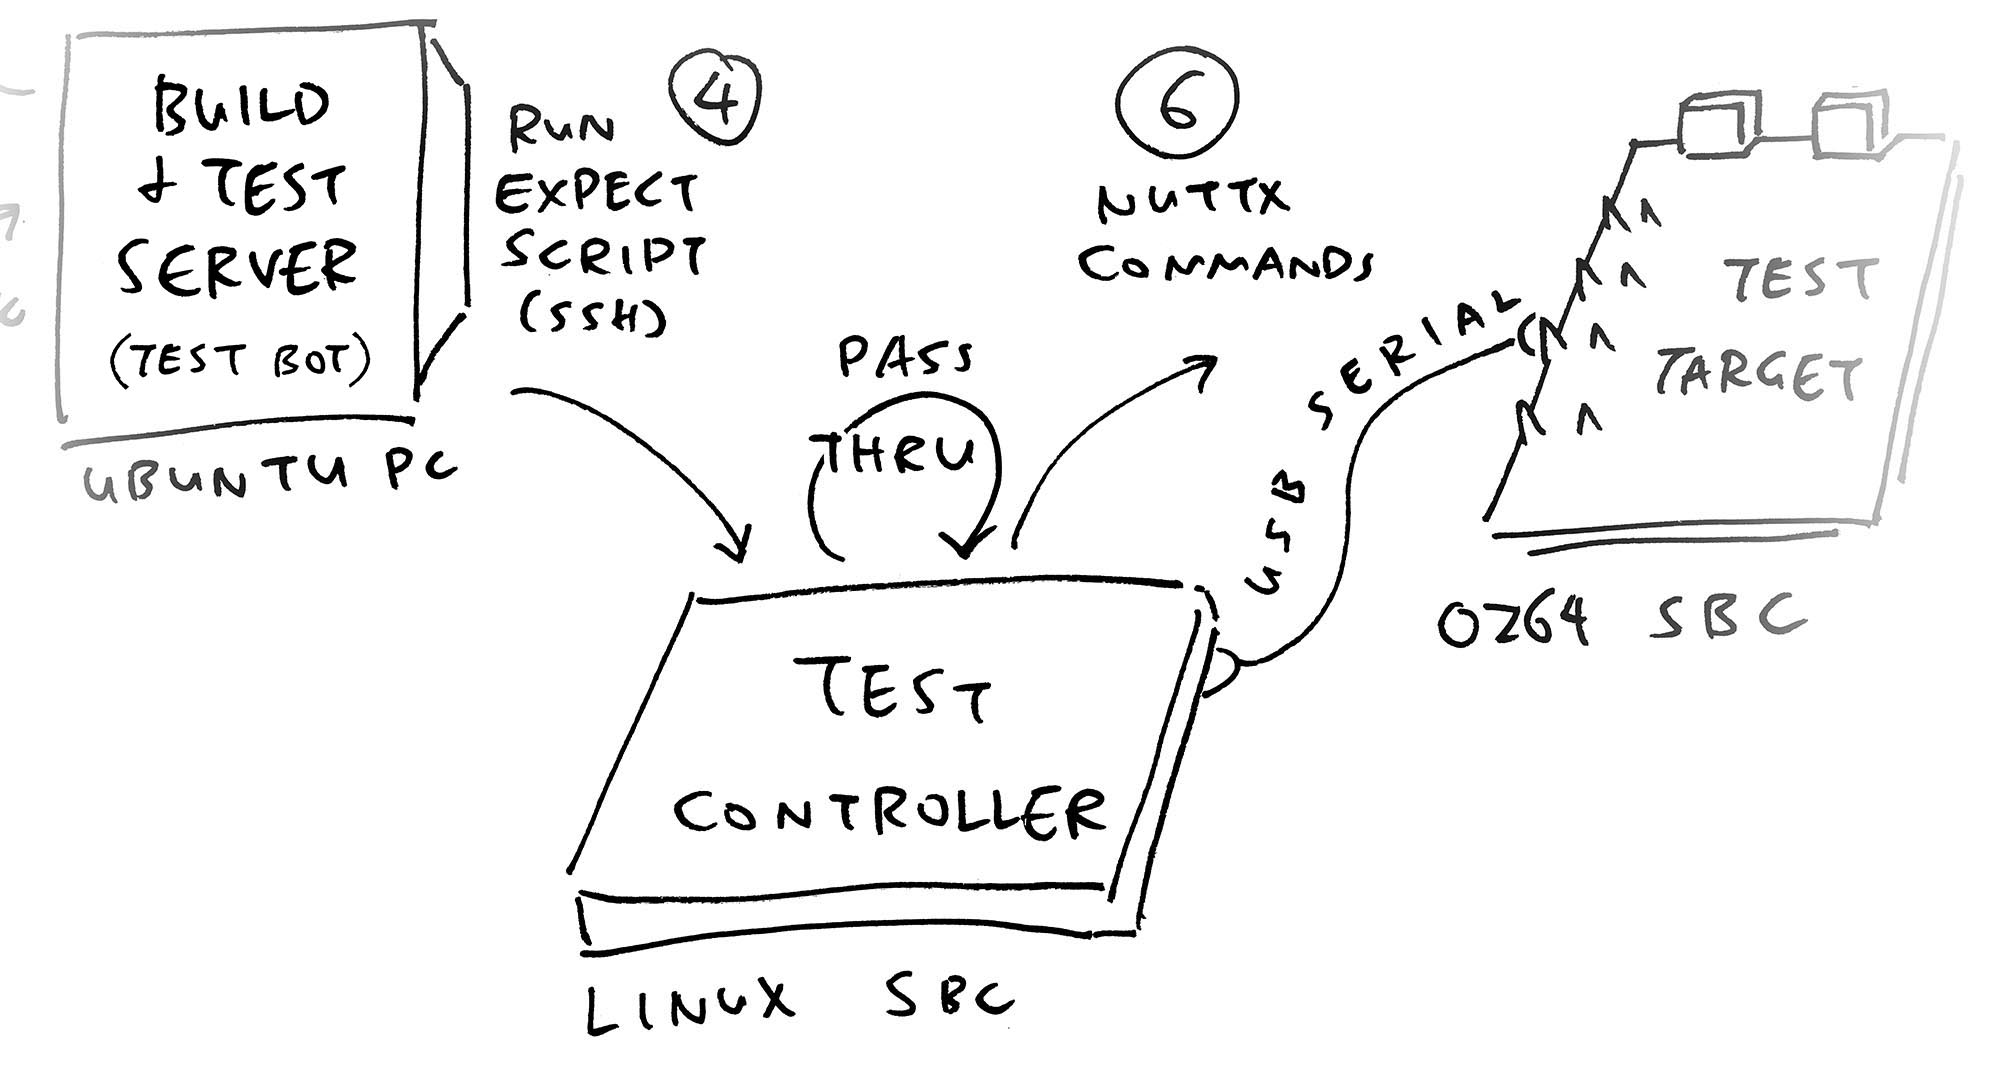 BUILD
+ TEST
SERVER
(TEST BOT)
UBUNTU PC
RUN
EXPECT
SCRIPT
(SSH)
4
PASS
THRU
6
NUTTX
COMMANDS
USB SERIAL
TEST
TARGET
OZ64 SBC
TEST
CONTROLLER
LINUX SBC